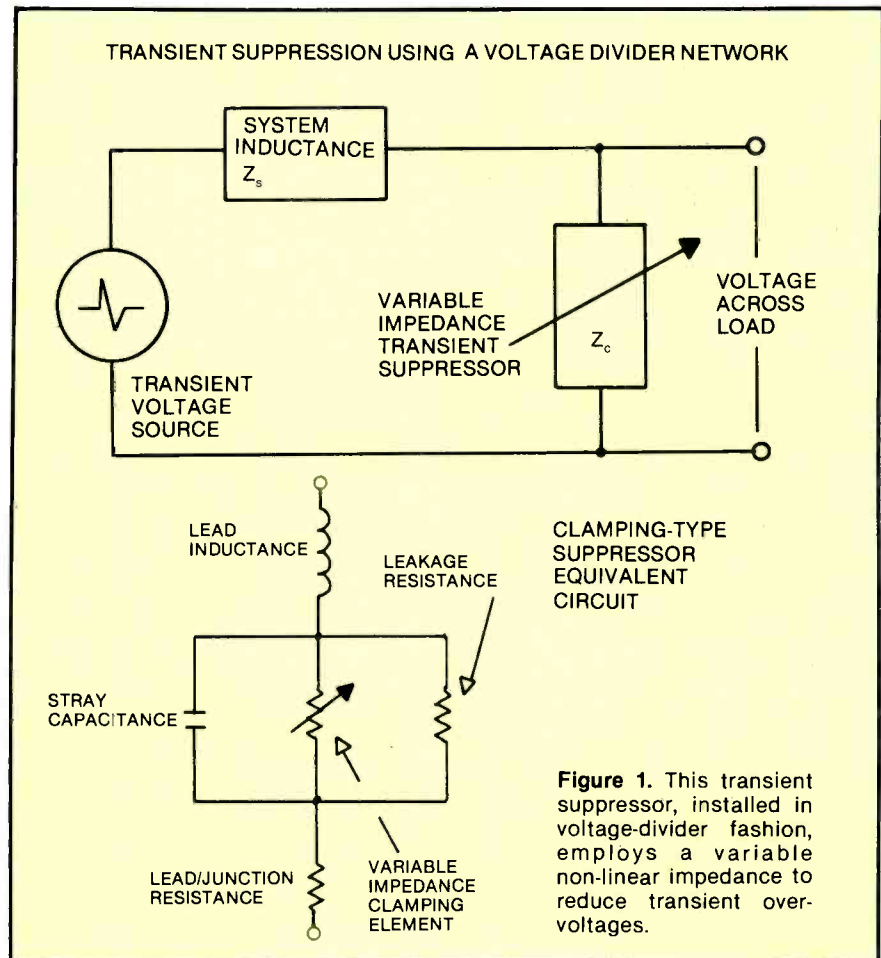 TRANSIENT SUPPRESSION USING A VOLTAGE DIVIDER NETWORK
SYSTEM
INDUCTANCE
Zs
TRANSIENT
VOLTAGE
SOURCE
VARIABLE
IMPEDANCE
TRANSIENT
SUPPRESSOR
Zc
VOLTAGE
ACROSS
LOAD
LEAD
INDUCTANCE
LEAKAGE
RESISTANCE
CLAMPING-TYPE
SUPPRESSOR
EQUIVALENT
CIRCUIT
STRAY
CAPACITANCE
LEAD/JUNCTION
RESISTANCE
VARIABLE
IMPEDANCE
CLAMPING
ELEMENT
Figure 1. This transient
suppressor, installed in
voltage-divider fashion,
employs a variable
non-linear impedance to
reduce transient over-
voltages.